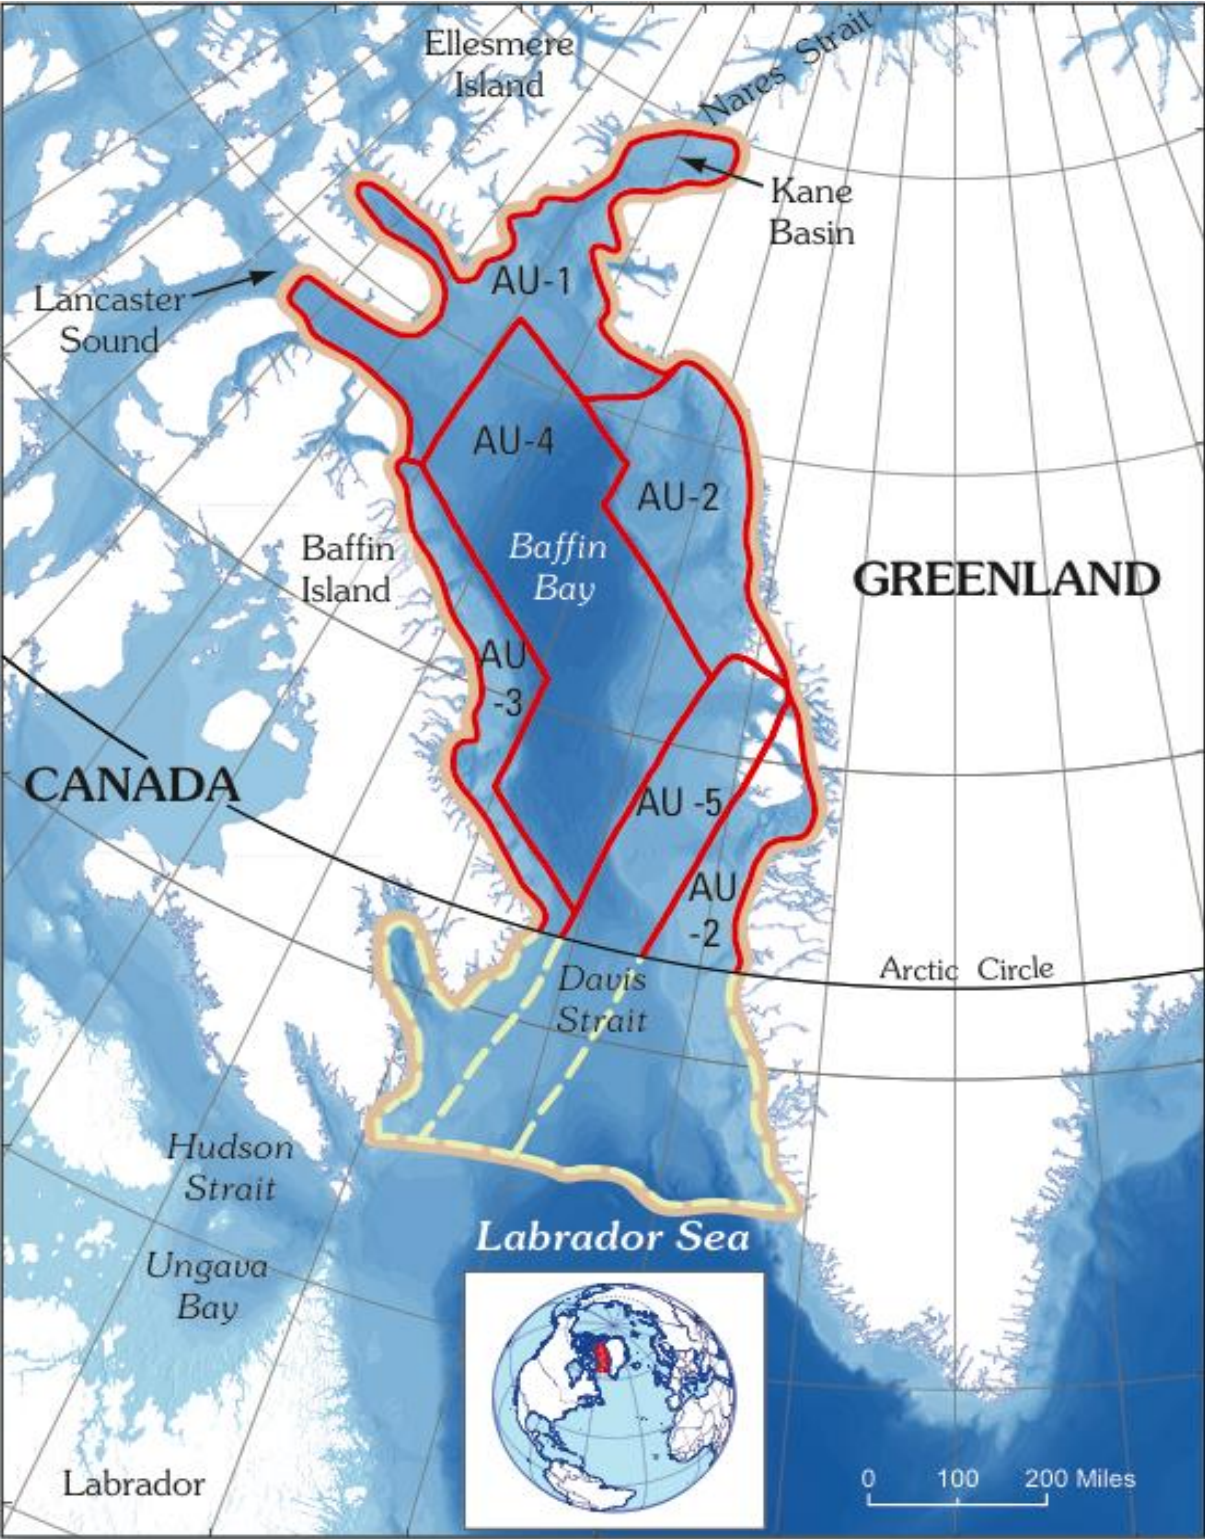 Ellesmere
Island
Nares Strait
Kane
Basin
Lancaster
Sound
AU-1
AU-4
AU-2
Baffin
Island
Baffin
Bay
GREENLAND
AU
-3
CANADA
AU -5
AU
-2
Arctic Circle
Davis
Strait
Hudson
Strait
Labrador Sea
Ungava
Bay
Labrador
0 100 200 Miles